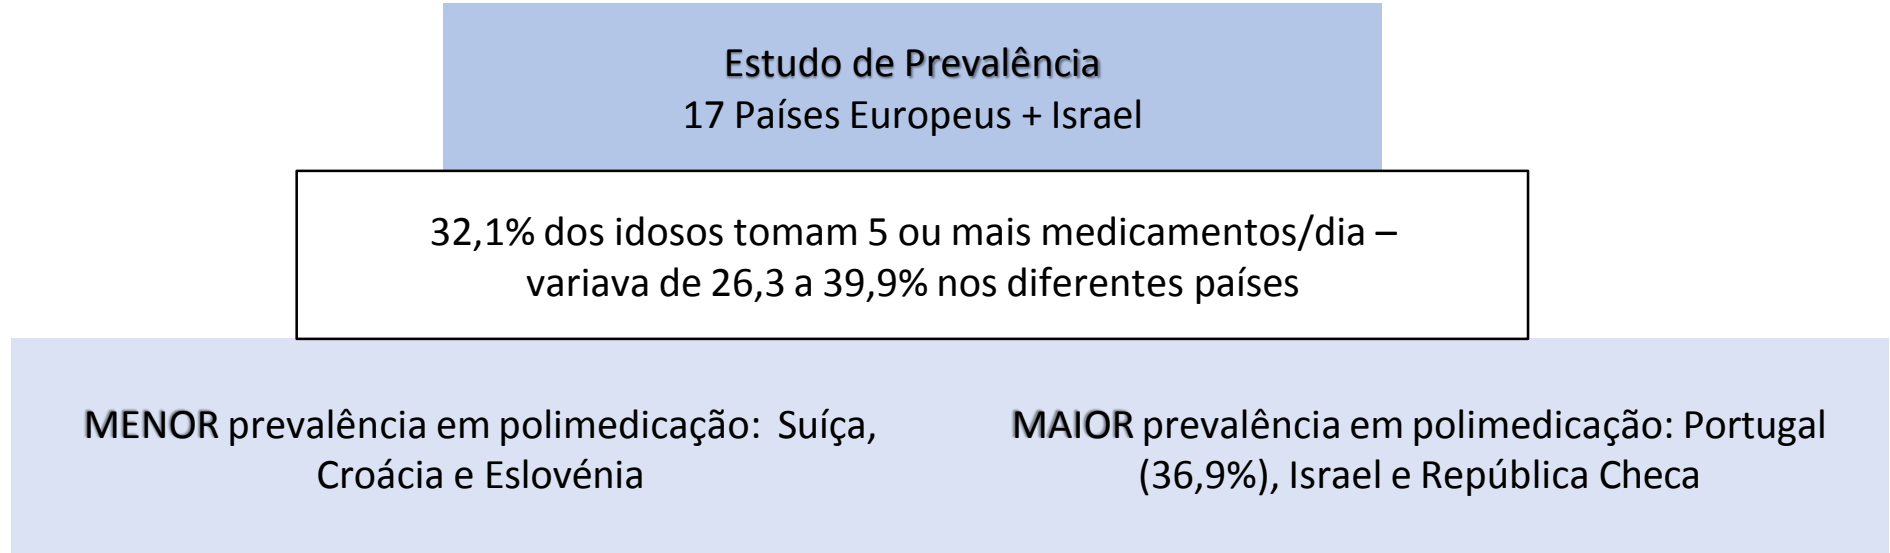 Estudo de Prevalência
17 Países Europeus + Israel
32,1% dos idosos tomam 5 ou mais medicamentos/dia –
variava de 26,3 a 39,9% nos diferentes países
MENOR prevalência em polimedicação:  Suíça,
Croácia e Eslovénia
MAIOR prevalência em polimedicação: Portugal
(36,9%), Israel e República Checa